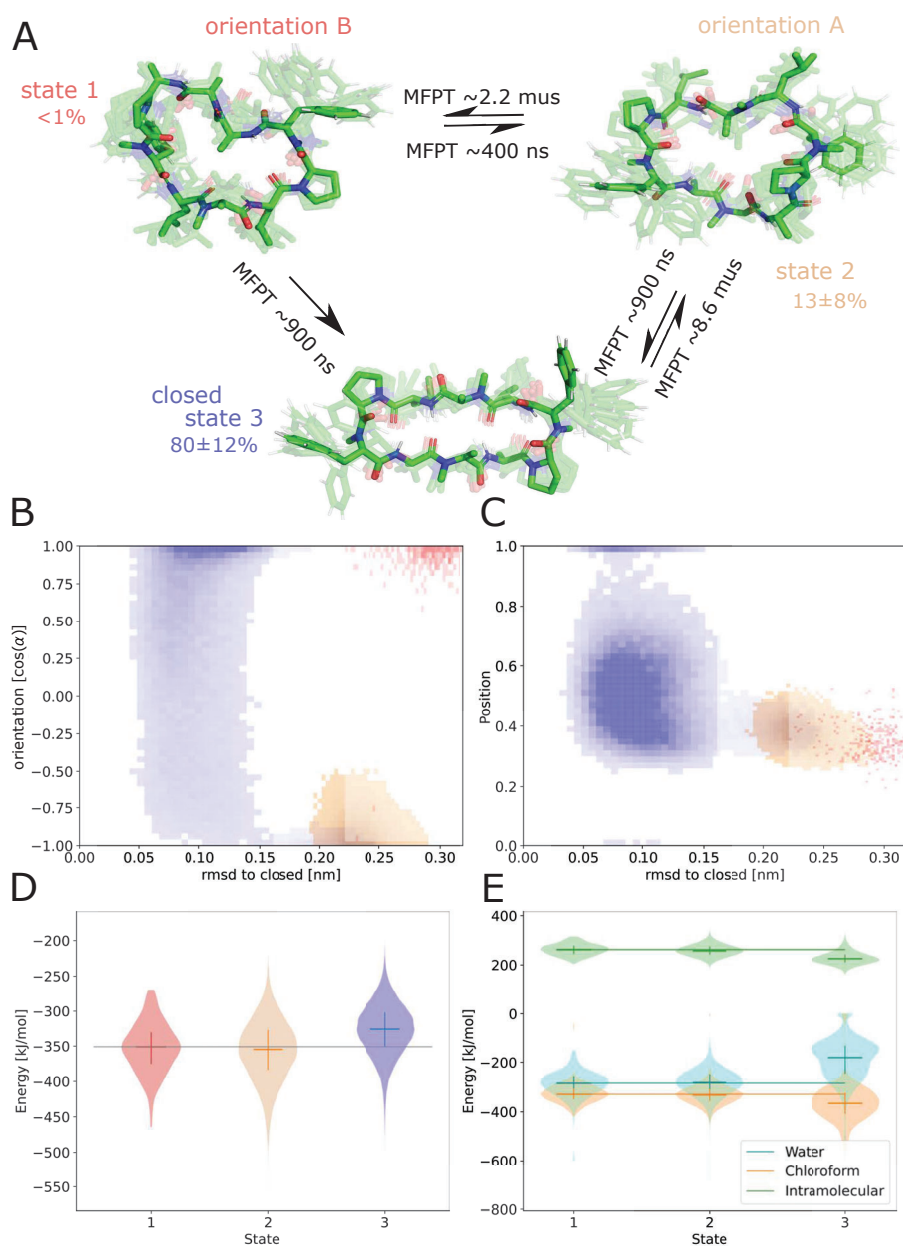 A
orientation B
orientation A
state 1
<1%
MFPT ~2.2 mus
MFPT ~400 ns
state 2
13±8%
MFPT ~900 ns
MFPT ~900 ns
MFPT ~8.6 mus
closed
state 3
80±12%
B
1.00
0.75
0.50
0.25
0.00
−0.25
−0.50
−0.75
−1.00
orientation [cos(α)]
0.00
0.05
0.10
0.15
0.20
0.25
0.30
rmsd to closed [nm]
C
1.0
0.8
0.6
0.4
0.2
0.0
Position
0.00
0.05
0.10
0.15
0.20
0.25
0.30
rmsd to closed [nm]
D
−200
−250
−300
−350
−400
−450
−500
−550
Energy [kJ/mol]
1
2
3
State
E
400
200
0
−200
−400
−600
−800
Energy [kJ/mol]
Water
Chloroform
Intramolecular
1
2
3
State